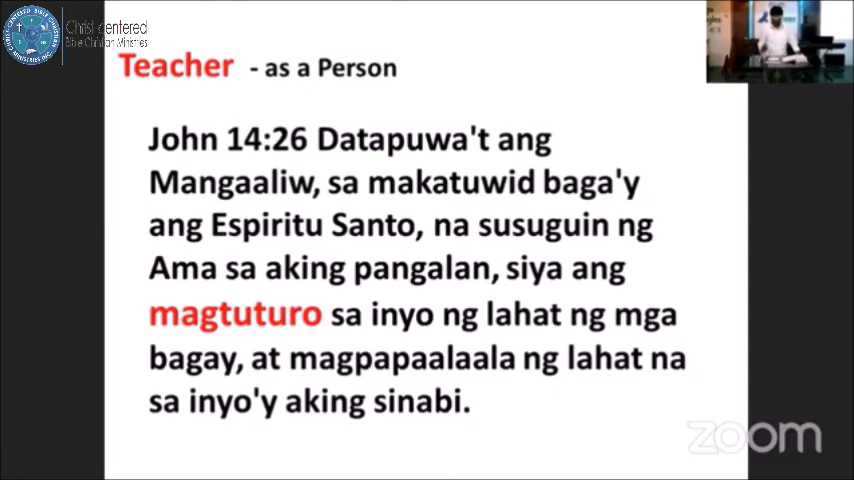 Christ-centered
Bible Christian Ministries
Teacher - as a Person
John 14:26 Datapuwa't ang
Mangaaliw, sa makatuwid baga'y
ang Espiritu Santo, na susuguin ng
Ama sa aking pangalan, siya ang
magtuturo sa inyo ng lahat ng mga
bagay, at magpapaalaala ng lahat na
sa inyo'y aking sinabi.
zoom